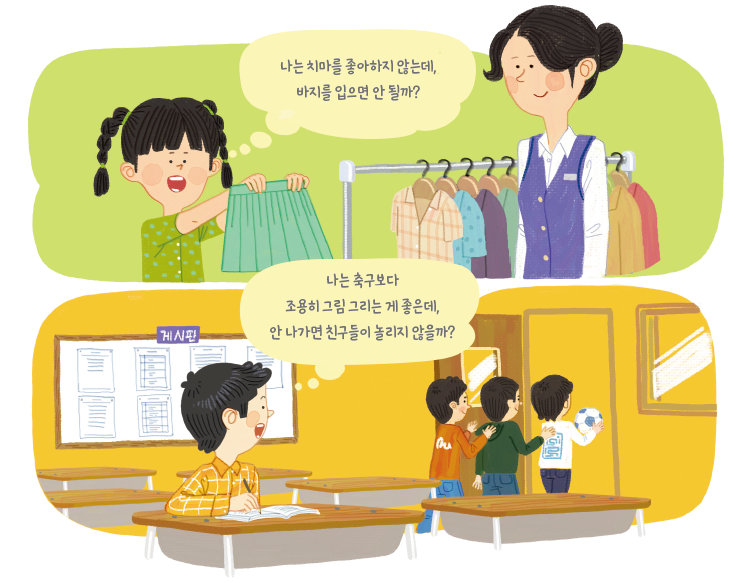 나는 치마를 좋아하지 않는데,
바지를 입으면 안 될까?
나는 축구보다
조용히 그림 그리는 게 좋은데,
안 나가면 친구들이 놀리지 않을까?
게시판